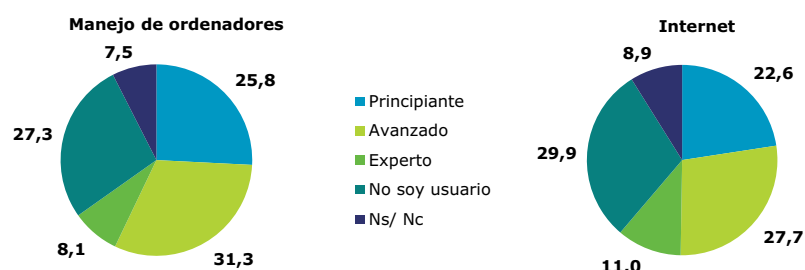 Manejo de ordenadores
7,5
25,8
27,3
8,1
31,3
Principiante
Avanzado
Experto
No soy usuario
Ns/ Nc
Internet
8,9
22,6
29,9
27,7
11,0